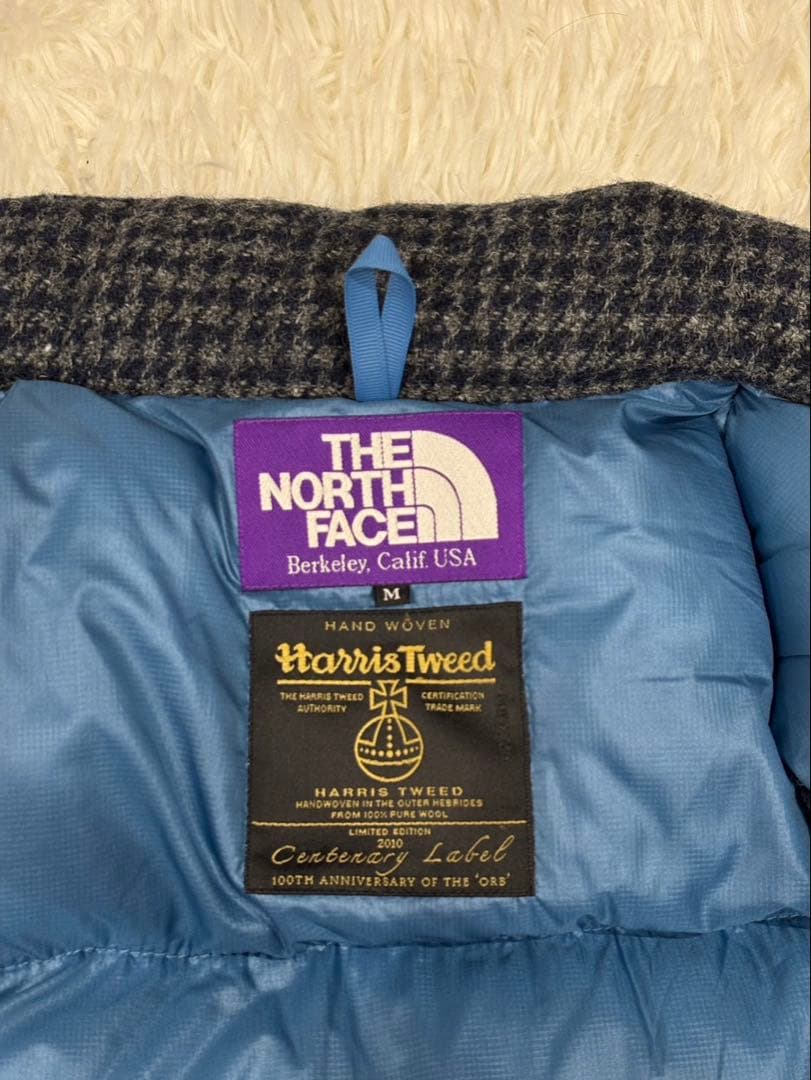 THE
NORTH
FACE
Berkeley, Calif. USA
M
HAND WOVEN
Harris Tweed
THE HARRIS TWEED CERTIFICATION
AUTHORITY TRADE MARK
HARRIS TWEED
HANDWOVEN IN THE OUTER HEBRIDES
FROM 100% PURE WOOL
LIMITED EDITION
2010
Centenary Label
100TH ANNIVERSARY OF THE 'ORB'